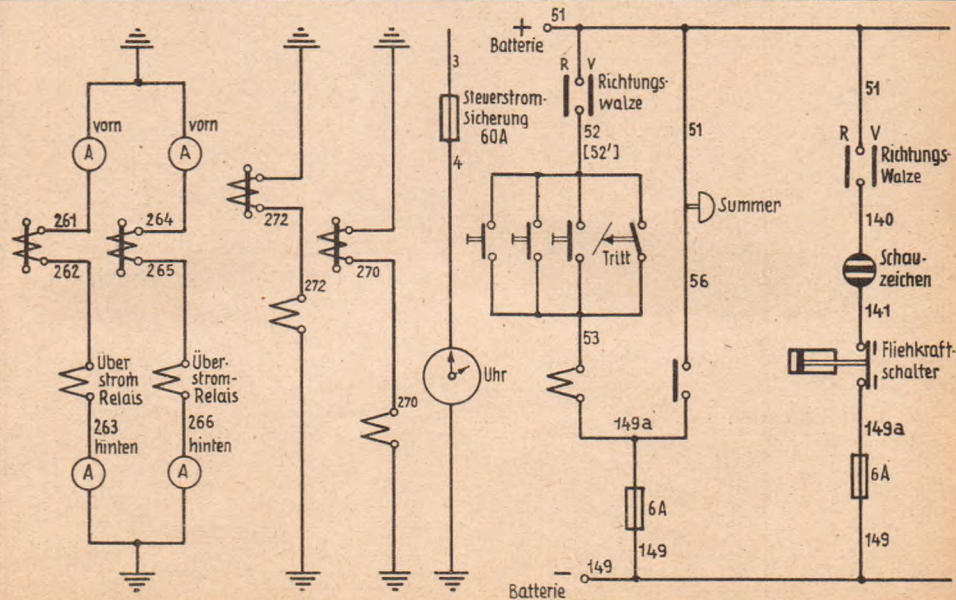 vorn
A
261
262
Über
strom
Relais
263
hinten
A
vorn
A
264
265
Über-
strom-
Relais
266
hinten
A
272
272
270
270
3
Steuerstrom-
sicherung
60A
4
Uhr
51
+
Batterie
R V
Richtungs-
walze
52
[52']
Tritt
53
149a
6A
149
149
−
Batterie
51
Summer
56
51
R V
Richtungs-
Walze
140
Schau-
zeichen
141
Fliehkraft-
schalter
149a
6A
149